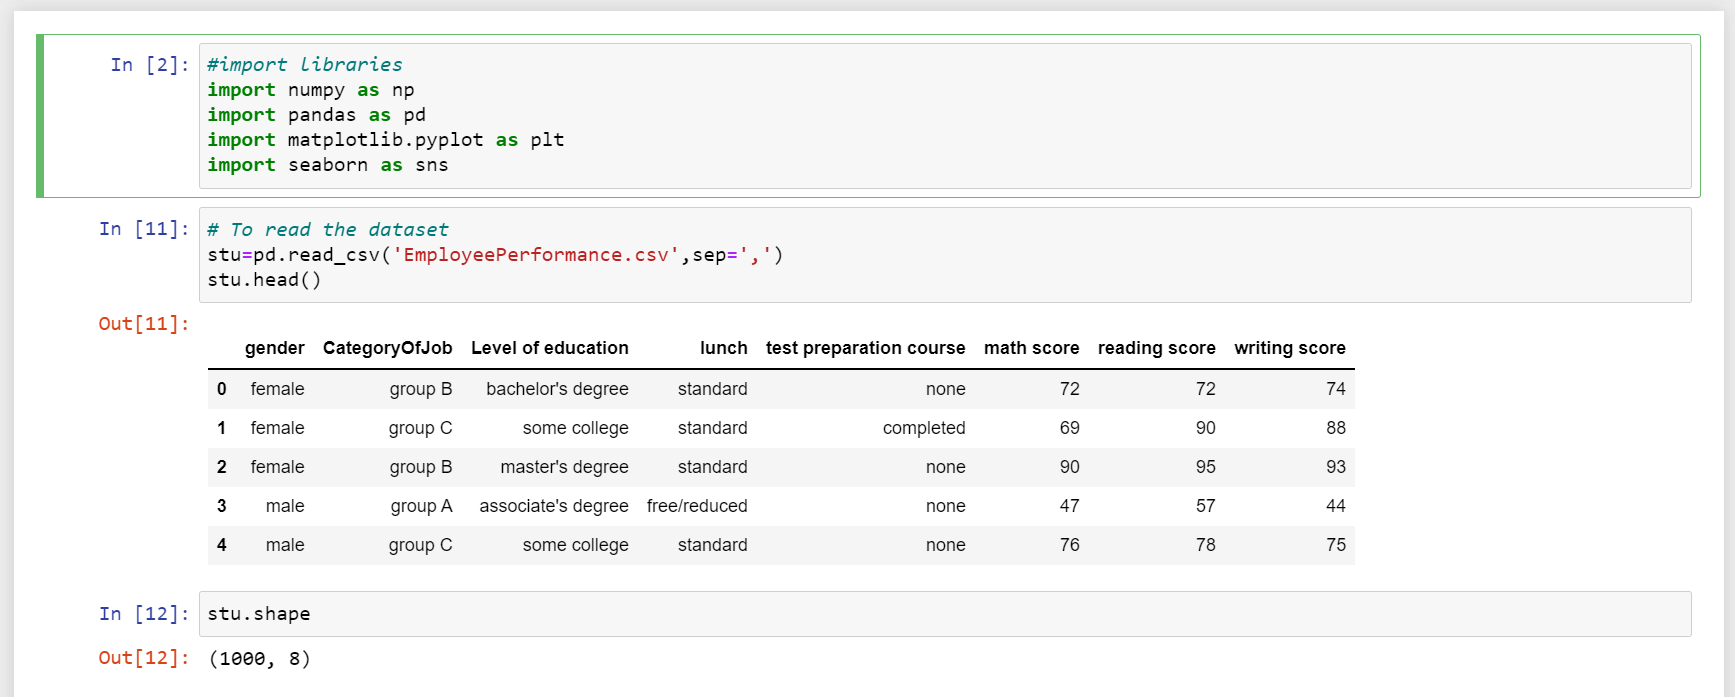 In [2]: #import libraries
import numpy as np
import pandas as pd
import matplotlib.pyplot as plt
import seaborn as sns
In [11]: # To read the dataset
stu=pd.read_csv('EmployeePerformance.csv',sep=',')
stu.head()
Out[11]:
gender CategoryOfJob Level of education lunch test preparation course math score reading score writing score
0 female group B bachelor's degree standard none 72 72 74
1 female group C some college standard completed 69 90 88
2 female group B master's degree standard none 90 95 93
3 male group A associate's degree free/reduced none 47 57 44
4 male group C some college standard none 76 78 75
In [12]: stu.shape
Out[12]: (1000, 8)